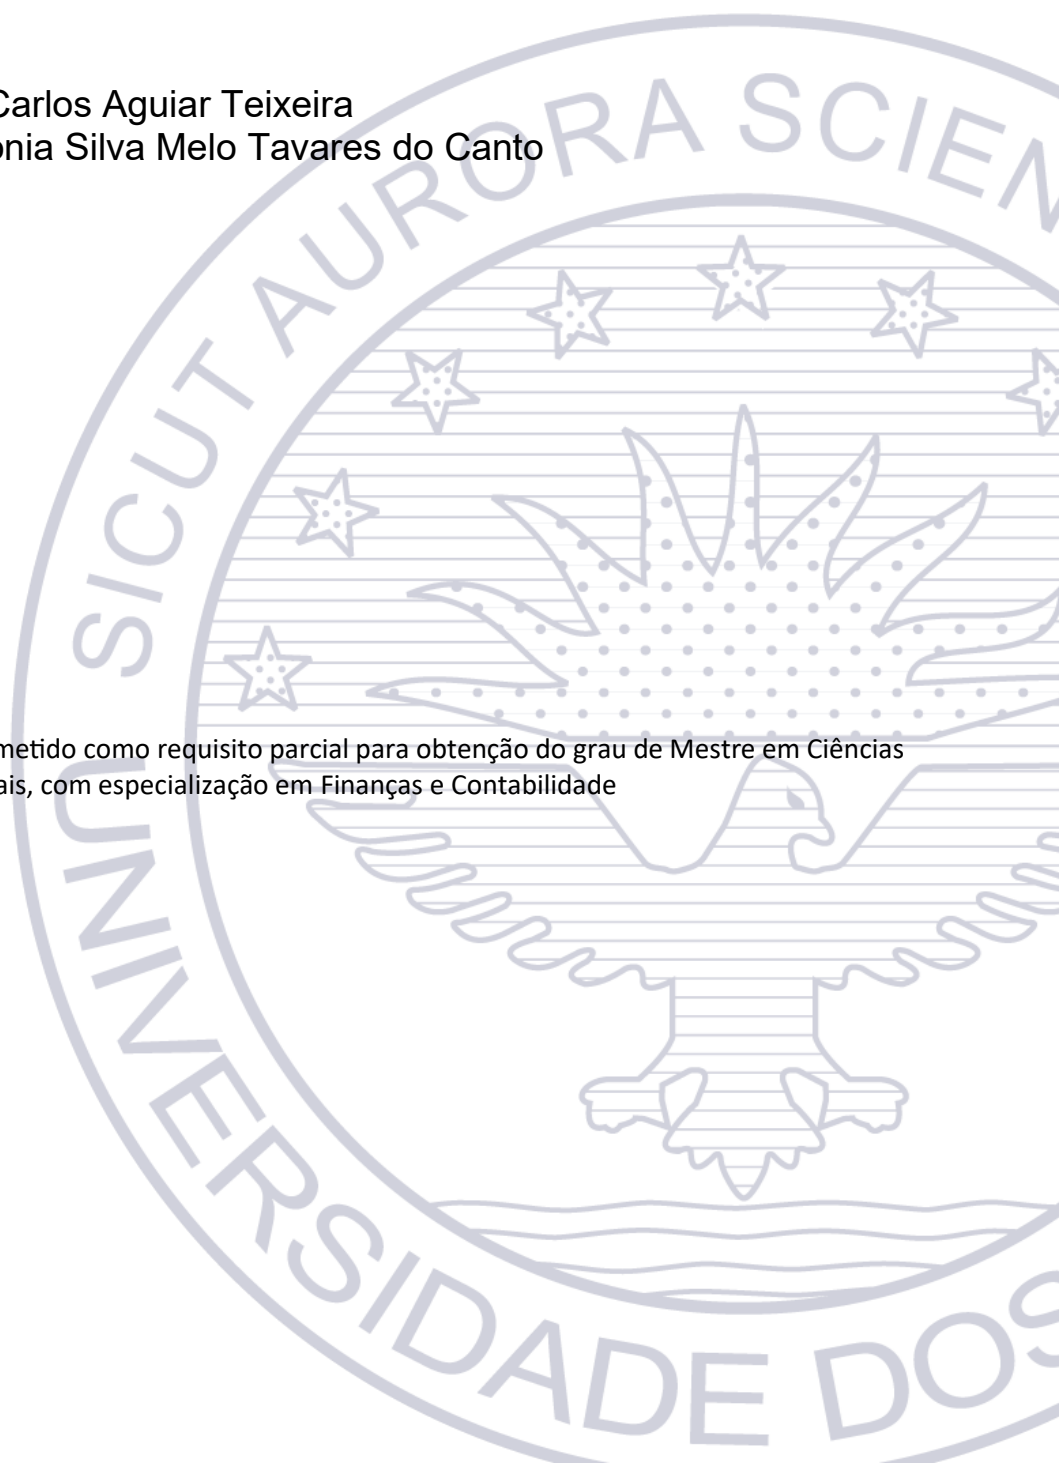 Carlos Aguiar Teixeira
onia Silva Melo Tavares do Canto
SICUT AURORA SCIEN
metido como requisito parcial para obtenção do grau de Mestre em Ciências
ais, com especialização em Finanças e Contabilidade
UNIVERSIDADE DOS